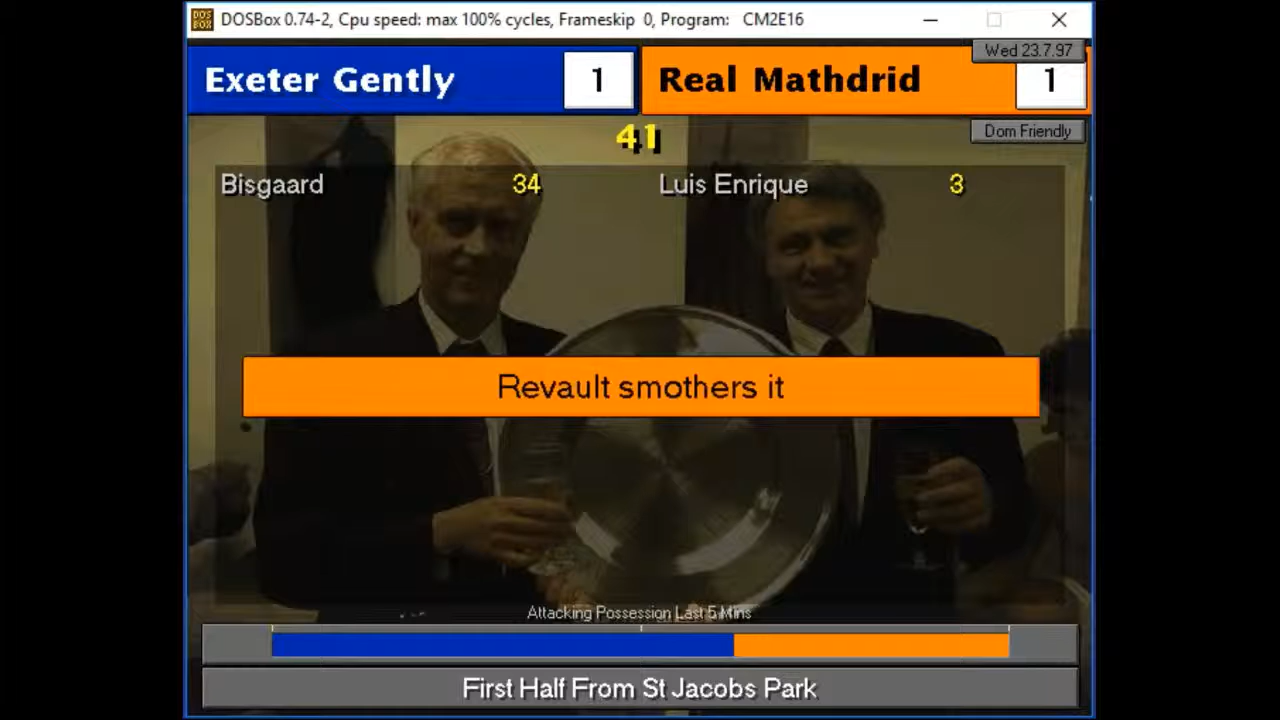 DOSBox 0.74-2, Cpu speed: max 100% cycles, Frameskip 0, Program: CM2E16
Wed 23.7.97
Exeter Gently 1 Real Mathdrid 1
41
Dom Friendly
Bisgaard 34 Luis Enrique 3
Revault smothers it
Attacking Possession Last 5 Mins
First Half From St Jacobs Park